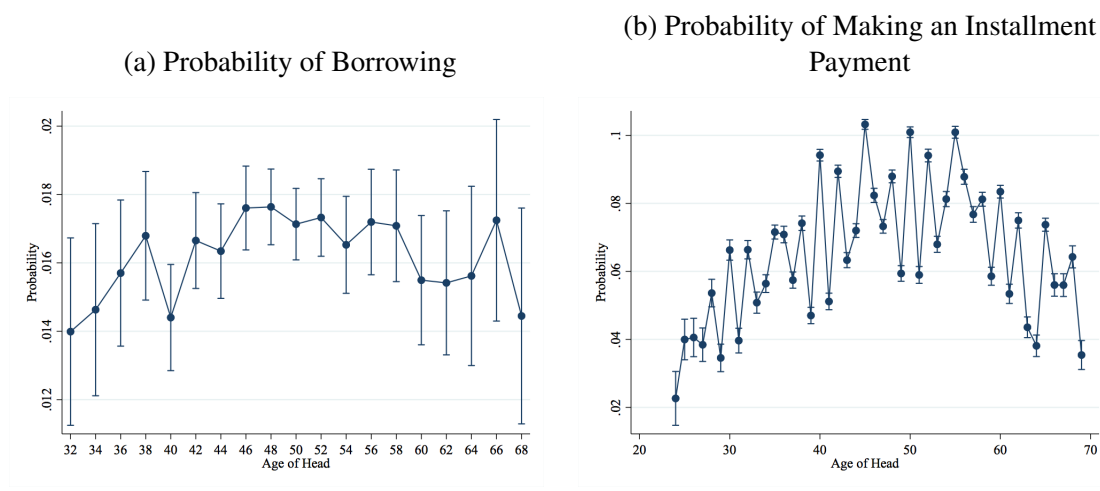 (a) Probability of Borrowing
Probability
.02
.018
.016
.014
.012
32 34 36 38 40 42 44 46 48 50 52 54 56 58 60 62 64 66 68
Age of Head
(b) Probability of Making an Installment
Payment
Probability
.1
.08
.06
.04
.02
20 30 40 50 60 70
Age of Head